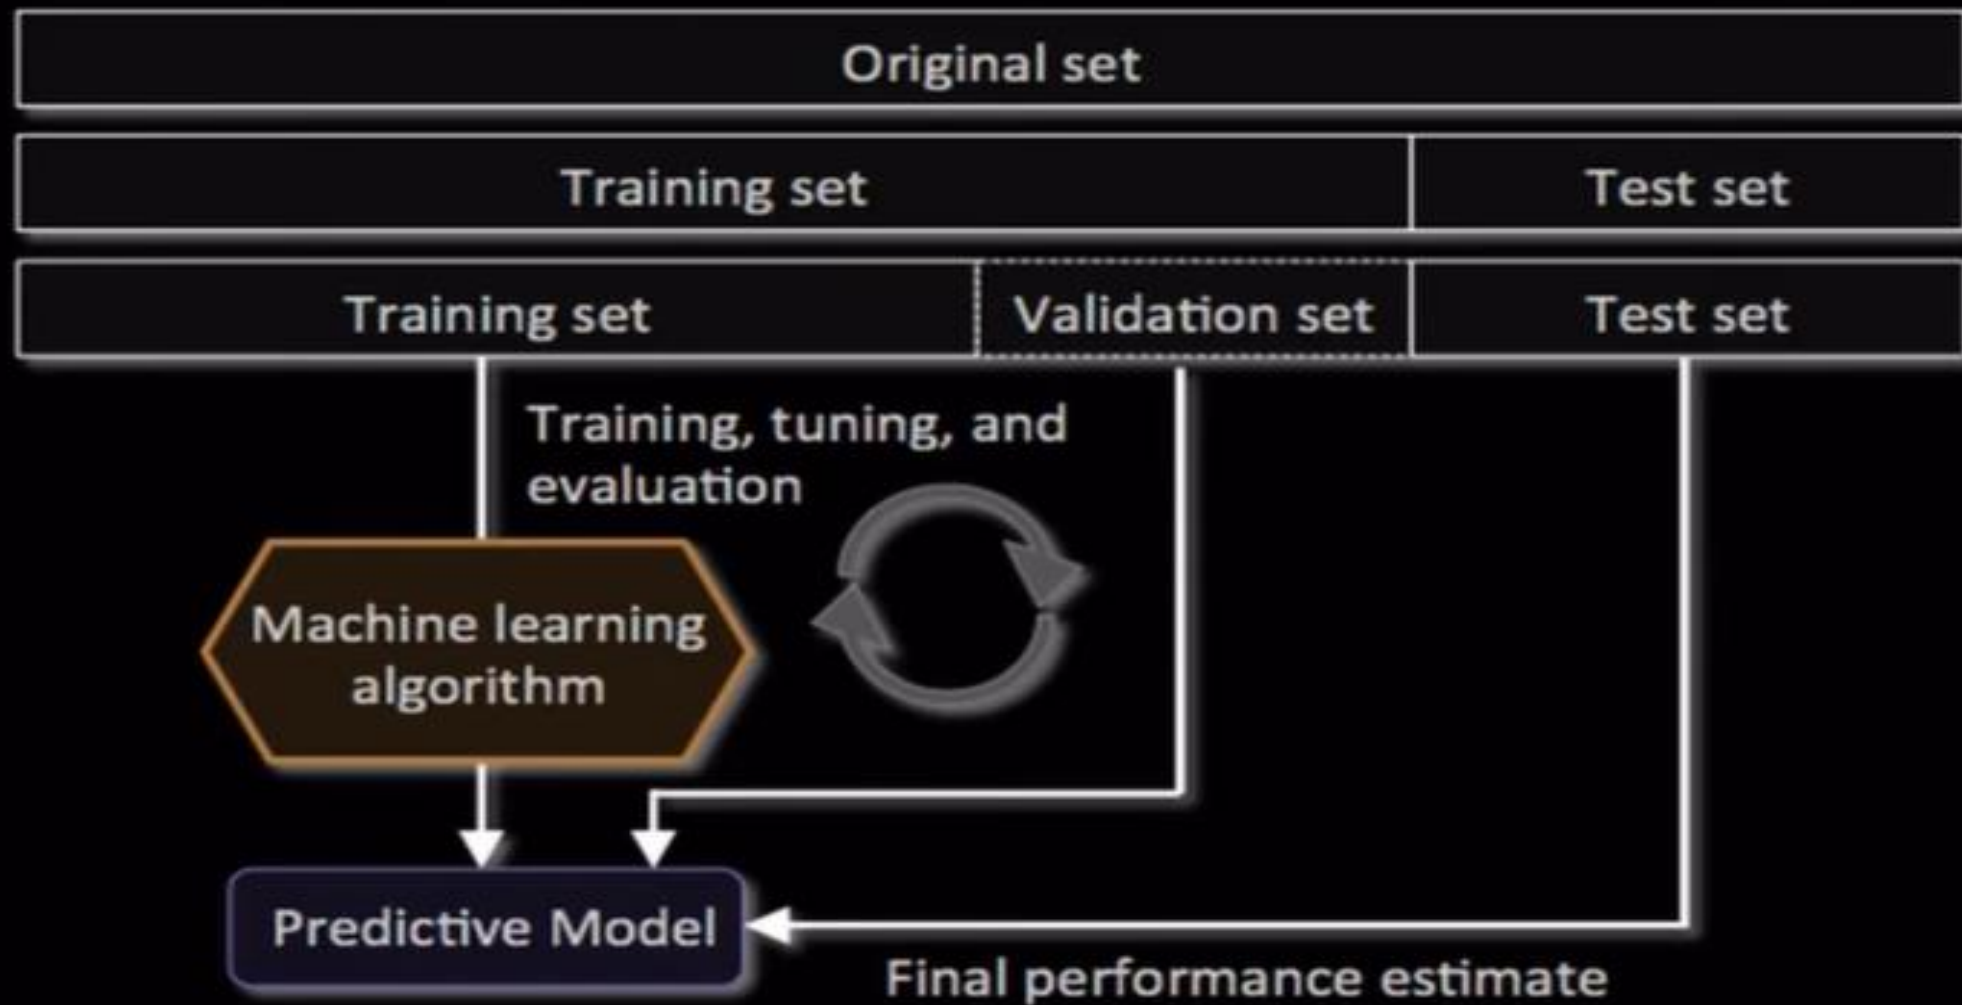 Original set
Training set
Test set
Training set
Validation set
Test set
Training, tuning, and
evaluation
Machine learning
algorithm
Predictive Model
Final performance estimate